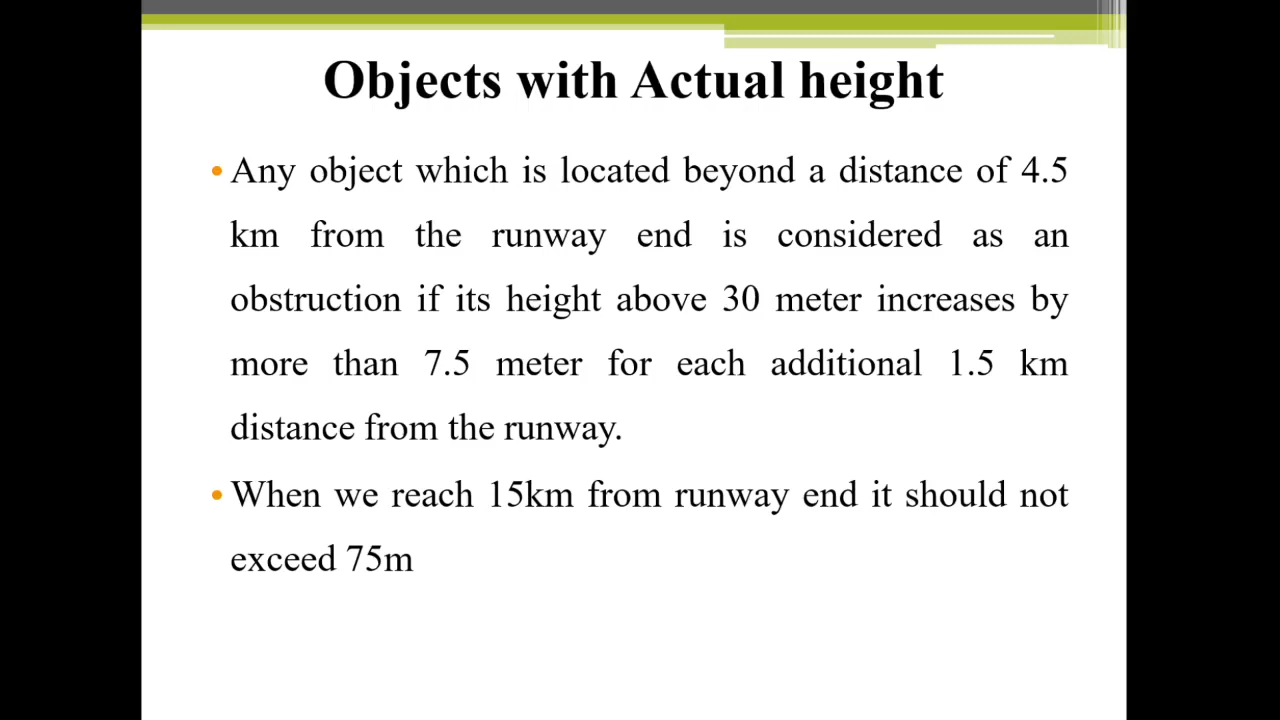 Objects with Actual height
• Any object which is located beyond a distance of 4.5
km from the runway end is considered as an
obstruction if its height above 30 meter increases by
more than 7.5 meter for each additional 1.5 km
distance from the runway.
• When we reach 15km from runway end it should not
exceed 75m